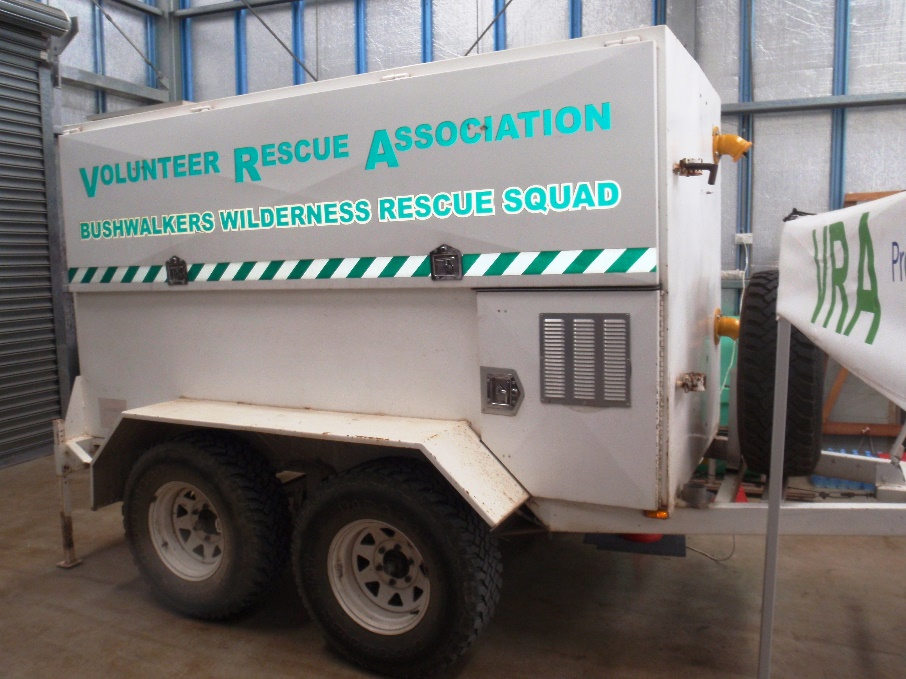 VOLUNTEER RESCUE ASSOCIATION
BUSHWALKERS WILDERNESS RESCUE SQUAD
VRA